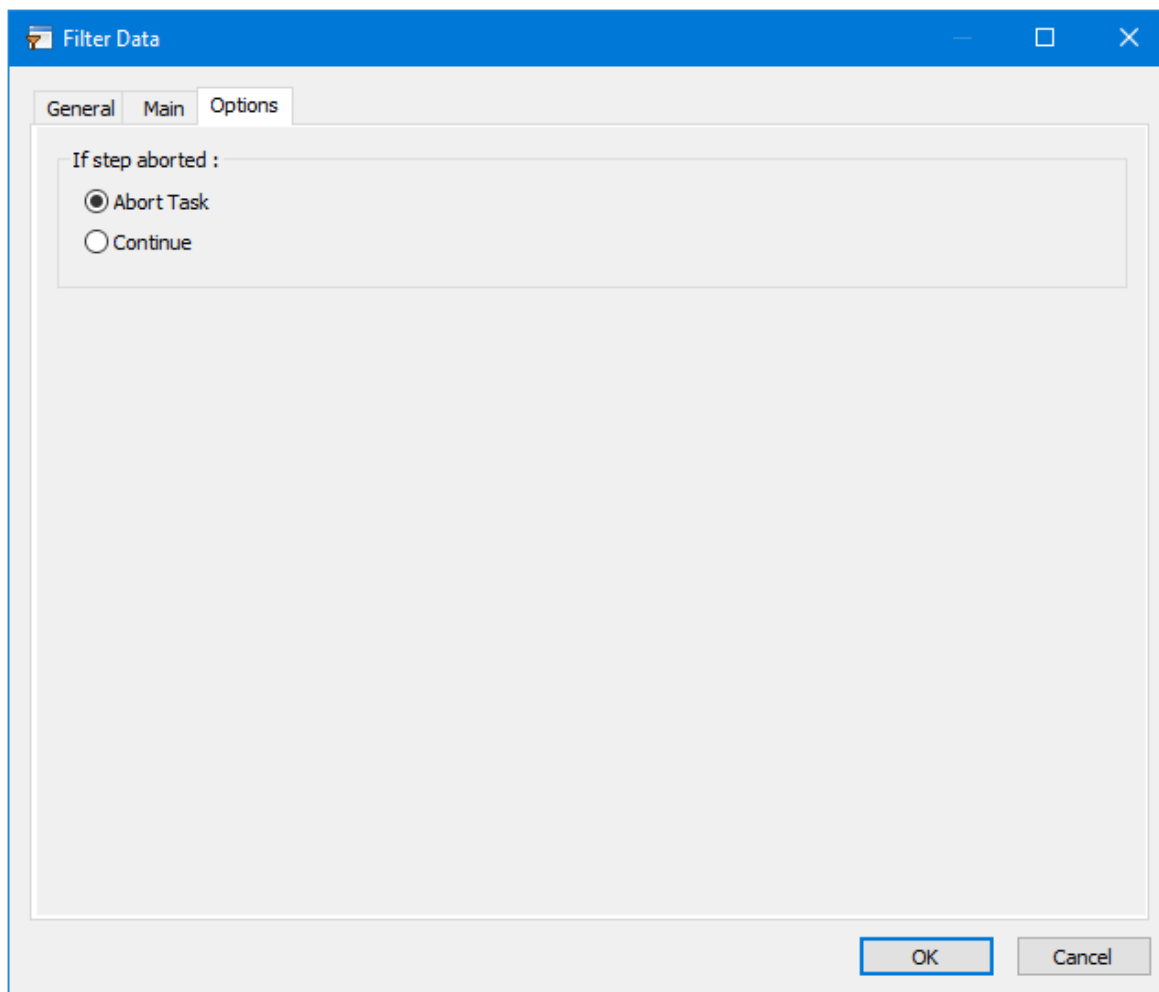 Filter Data
General Main Options
If step aborted :
Abort Task
Continue
OK Cancel